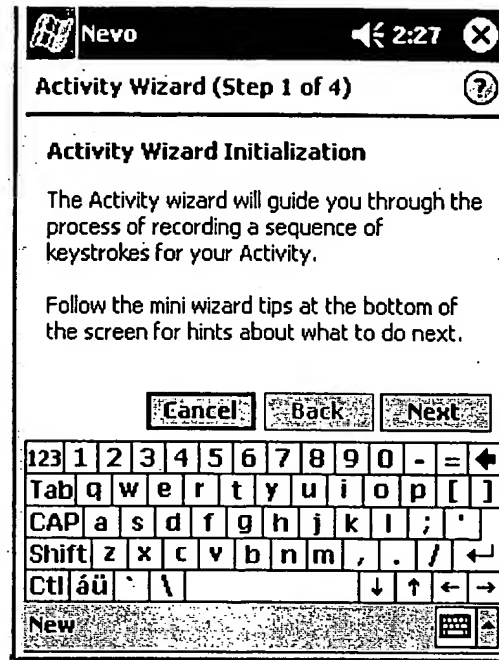 Nevo 2:27
Activity Wizard (Step 1 of 4) ?
Activity Wizard Initialization
The Activity wizard will guide you through the
process of recording a sequence of
keystrokes for your Activity.
Follow the mini wizard tips at the bottom of
the screen for hints about what to do next.
Cancel Back Next
123 1 2 3 4 5 6 7 8 9 0 - =
Tab q w e r t y u i o p [ ]
CAP a s d f g h j k l ; '
Shift z x c v b n m , . /
Ctl áü ` \ ↓ ↑ ← →
New